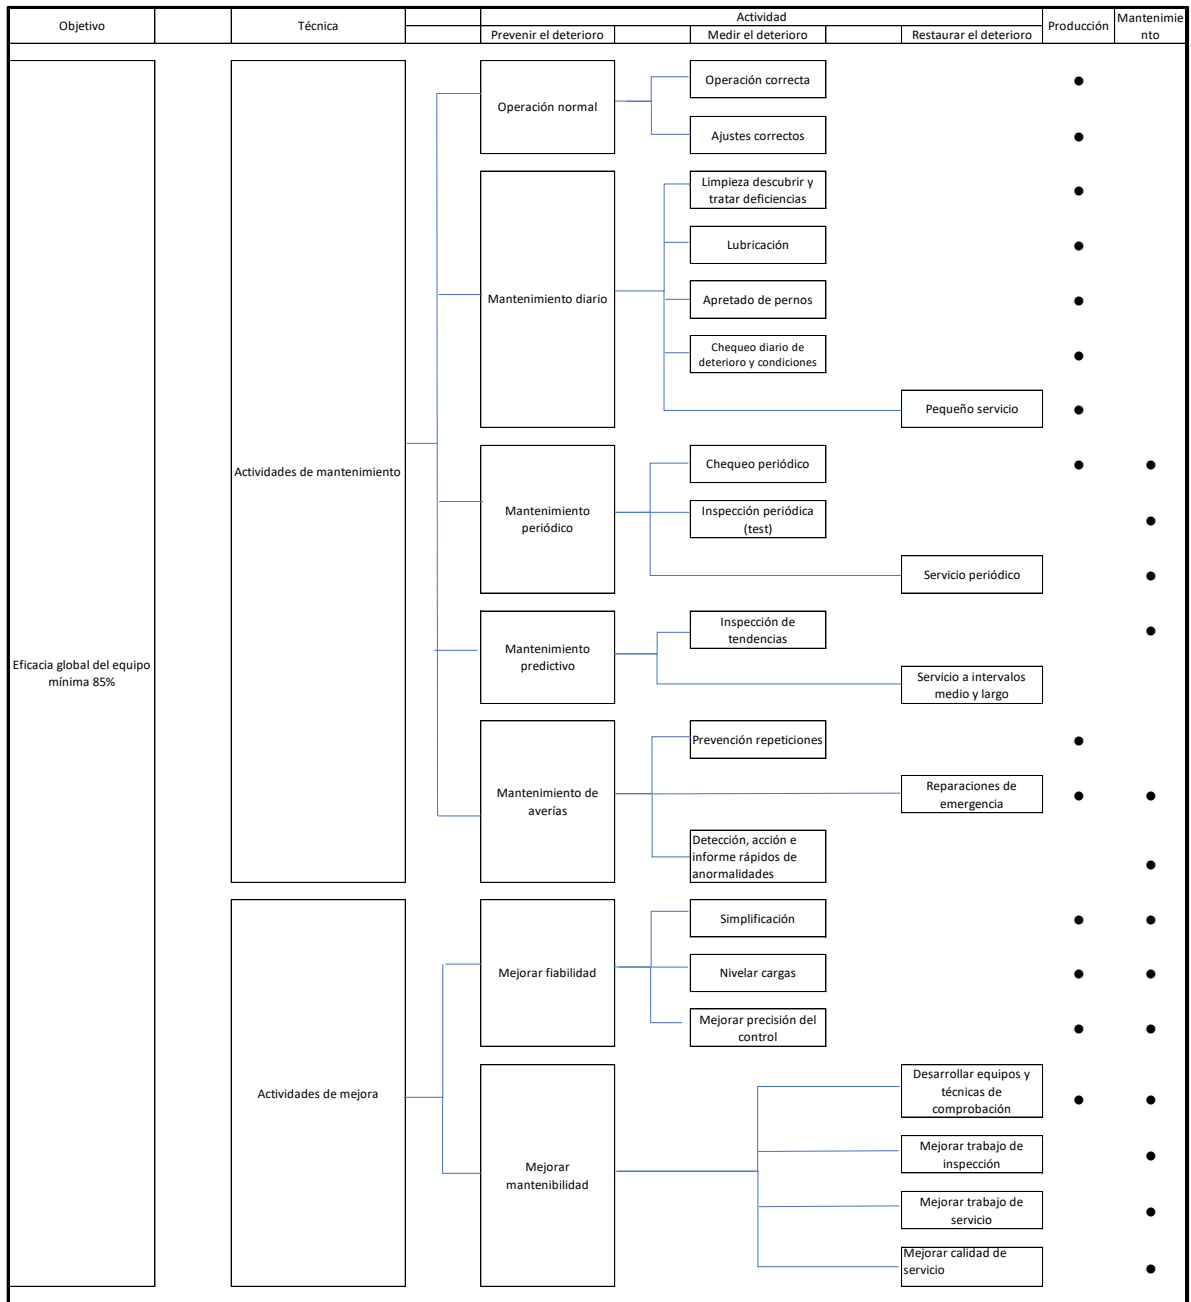 Objetivo
Técnica
Actividad
Producción
Mantenimie
nto
Prevenir el deterioro
Medir el deterioro
Restaurar el deterioro
Eficacia global del equipo
mínima 85%
Actividades de mantenimiento
Operación normal
Operación correcta
Ajustes correctos
Mantenimiento diario
Limpieza descubrir y
tratar deficiencias
Lubricación
Apretado de pernos
Chequeo diario de
deterioro y condiciones
Pequeño servicio
Mantenimiento
periódico
Chequeo periódico
Inspección periódica
(test)
Servicio periódico
Mantenimiento
predictivo
Inspección de
tendencias
Servicio a intervalos
medio y largo
Mantenimiento de
averías
Prevención repeticiones
Reparaciones de
emergencia
Detección, acción e
informe rápidos de
anormalidades
Actividades de mejora
Mejorar fiabilidad
Simplificación
Nivelar cargas
Mejorar precisión del
control
Mejorar
mantenibilidad
Desarrollar equipos y
técnicas de
comprobación
Mejorar trabajo de
inspección
Mejorar trabajo de
servicio
Mejorar calidad de
servicio